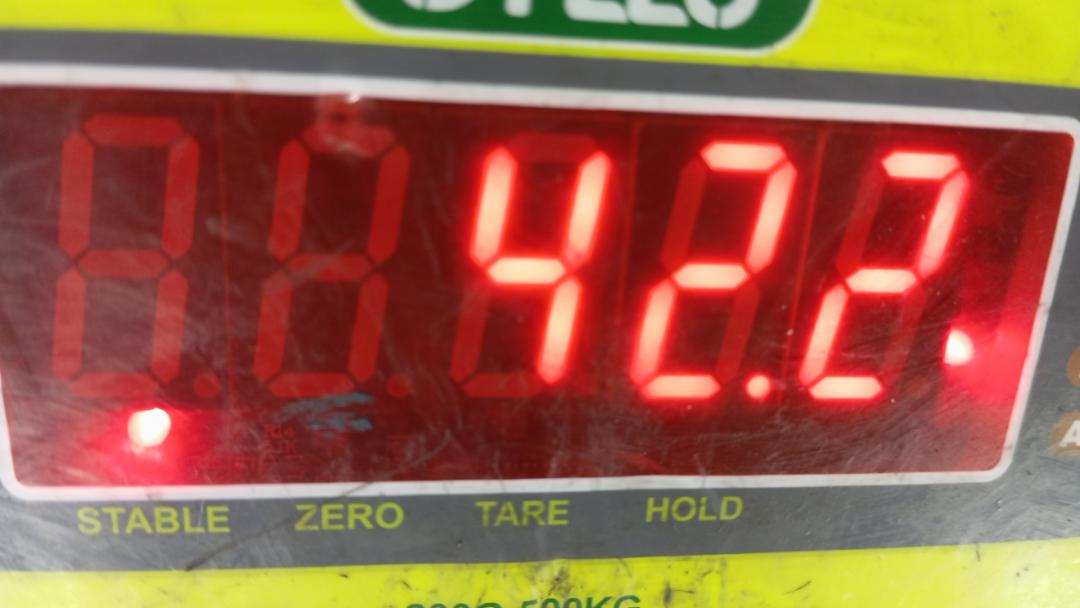 42.2
STABLE ZERO TARE HOLD